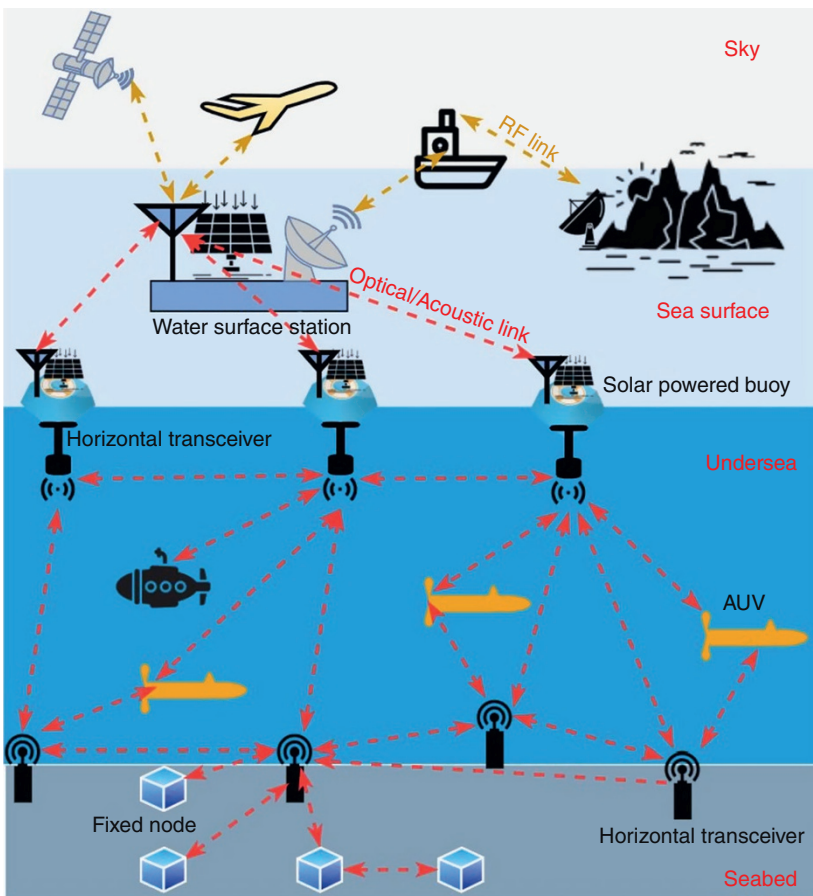 Sky
RF link
Sea surface
Optical/Acoustic link
Water surface station
Solar powered buoy
Horizontal transceiver
Undersea
AUV
Fixed node
Horizontal transceiver
Seabed